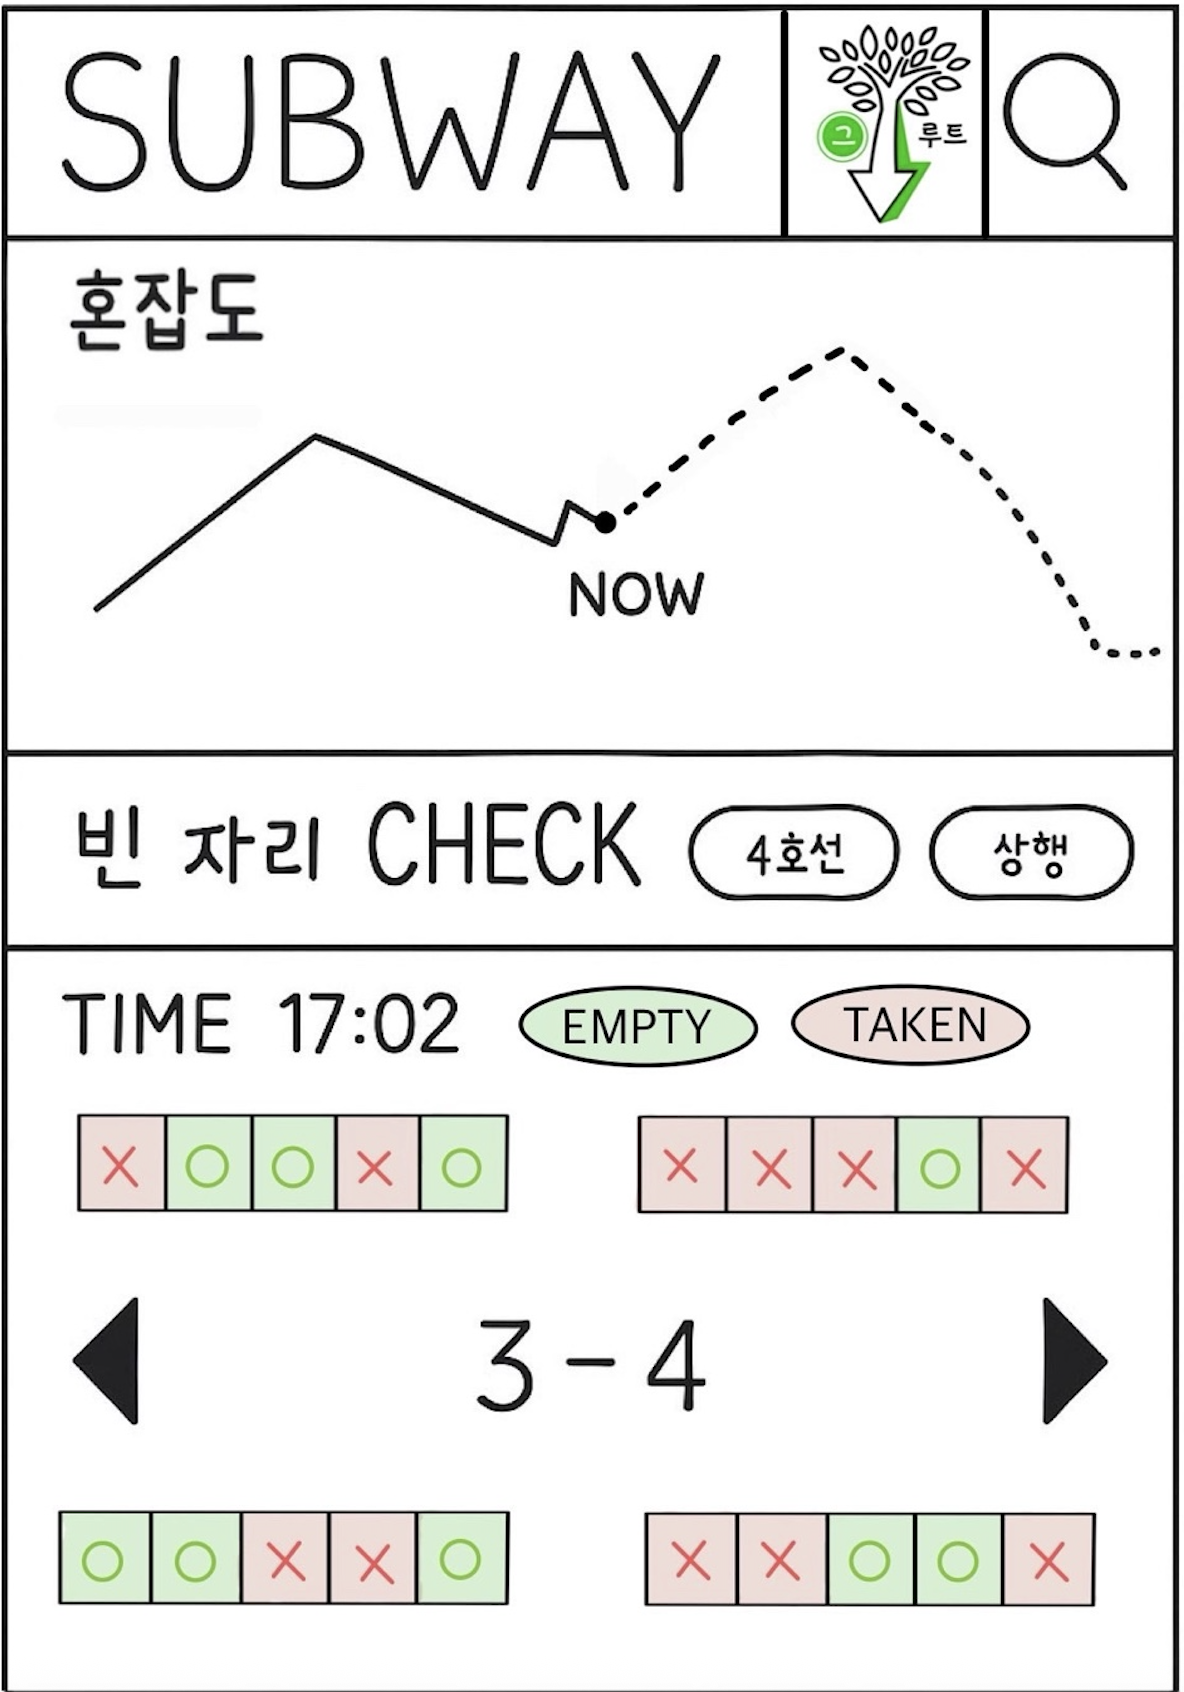 SUBWAY
그 루트
혼잡도
NOW
빈 자리 CHECK 4호선 상행
TIME 17:02 EMPTY TAKEN
X O O X O X X X O X
3-4
O O X X O X X O O X